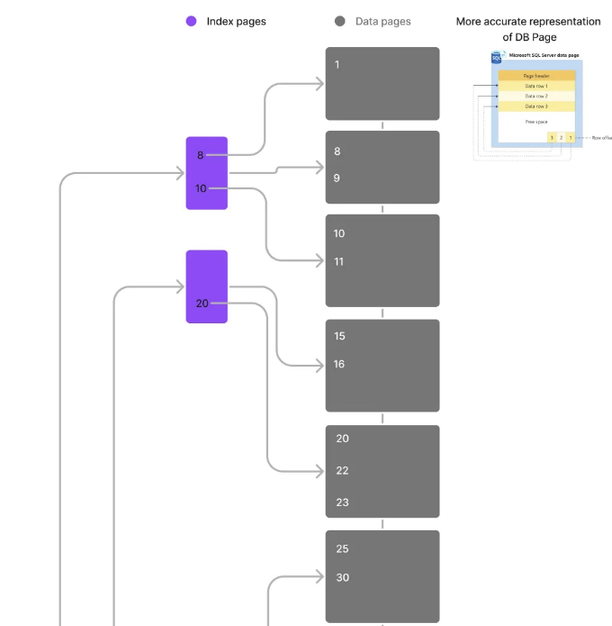 Index pages
Data pages
More accurate representation
of DB Page
Microsoft SQL Server data page
SQL
Page header
Data row 1
Data row 2
Data row 3
Free space
3 2 1
Row offse
1
8
8
9
10
10
11
15
20
16
20
22
23
25
30